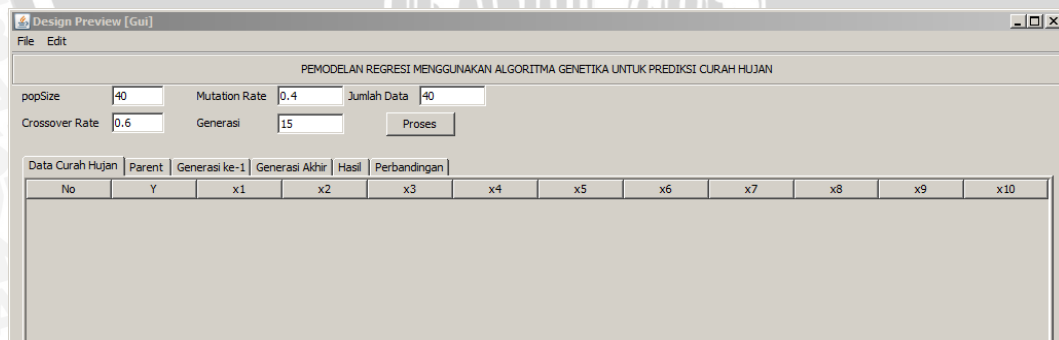 Design Preview [Gui]
File Edit
PEMODELAN REGRESI MENGGUNAKAN ALGORITMA GENETIKA UNTUK PREDIKSI CURAH HUJAN
popSize 40 Mutation Rate 0.4 Jumlah Data 40
Crossover Rate 0.6 Generasi 15 Proses
Data Curah Hujan Parent Generasi ke-1 Generasi Akhir Hasil Perbandingan
No Y x1 x2 x3 x4 x5 x6 x7 x8 x9 x10